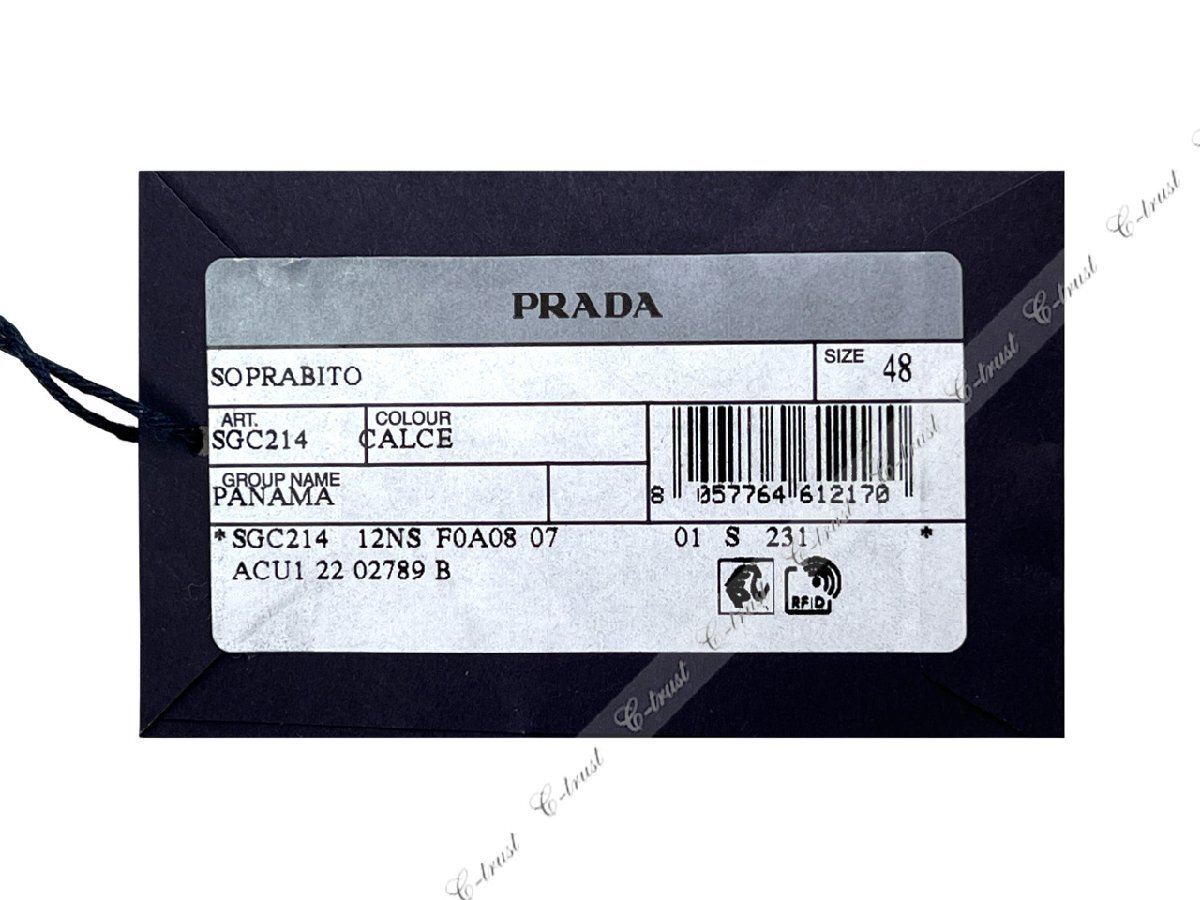 PRADA
SOPRABITO
SIZE 48
ART. COLOUR
SGC214 CALCE
GROUP NAME
PANAMA
8 057764 612170
* SGC214 12NS F0A08 07 01 S 231 *
ACU1 22 02789 B
RFID
C-trust
C-trust
C-trust
C-trust
C-trust
C-trust
C-trust
C-trust
C-trust